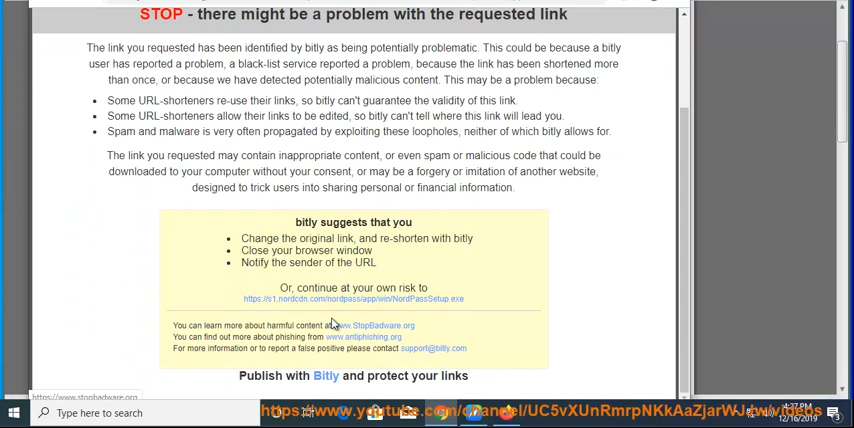 STOP - there might be a problem with the requested link
The link you requested has been identified by bitly as being potentially problematic. This could be because a bitly
user has reported a problem, a black-list service reported a problem, because the link has been shortened more
than once, or because we have detected potentially malicious content. This may be a problem because:
• Some URL-shorteners re-use their links, so bitly can't guarantee the validity of this link.
• Some URL-shorteners allow their links to be edited, so bitly can't tell where this link will lead you.
• Spam and malware is very often propagated by exploiting these loopholes, neither of which bitly allows for.
The link you requested may contain inappropriate content, or even spam or malicious code that could be
downloaded to your computer without your consent, or may be a forgery or imitation of another website,
designed to trick users into sharing personal or financial information.
bitly suggests that you
• Change the original link, and re-shorten with bitly
• Close your browser window
• Notify the sender of the URL
Or, continue at your own risk to
https://s1.nordcdn.com/nordpass/app/win/NordPassSetup.exe
You can learn more about harmful content at www.StopBadware.org
You can find out more about phishing from www.antiphishing.org
For more information or to report a false positive please contact support@bitly.com
Publish with Bitly and protect your links
https://www.stopbadware.org
Type here to search
4:27 PM
12/16/2019
3